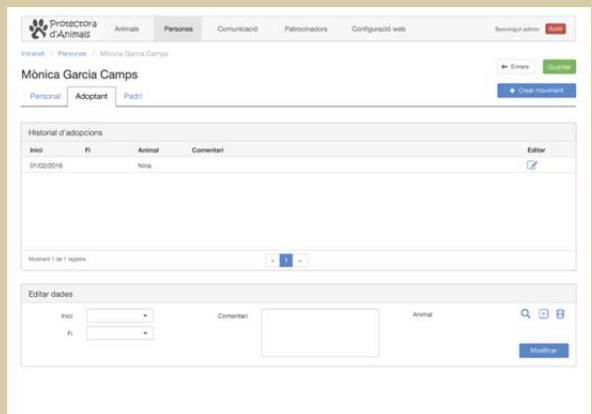 Protectora
d'Animals
Animals Persones Comunicació Patrocinadors Configuració web
Benvingut admin Sortir
Intranet / Persones / Mònica Garcia Camps
Mònica Garcia Camps
Enrere Guardar
Personal Adoptant Padrí
Crear moviment
Historial d'adopcions
Inici Fi Animal Comentari Editar
01/02/2016 Nina
Mostrant 1 de 1 registre
« 1 »
Editar dades
Inici Comentari Animal
Fi
Modificar